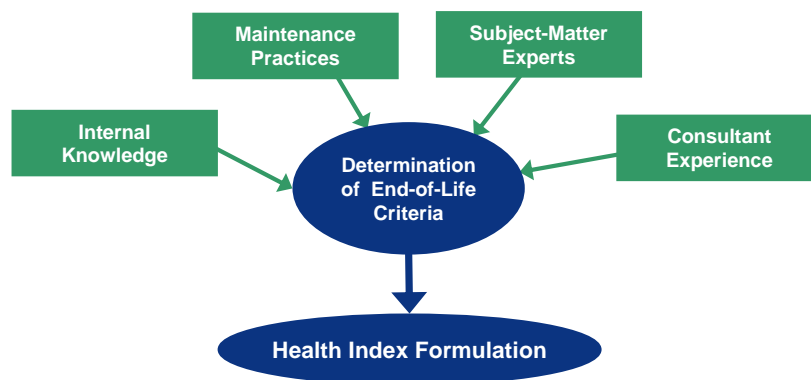 Maintenance
Practices
Subject-Matter
Experts
Internal
Knowledge
Consultant
Experience
Determination
of End-of-Life
Criteria
Health Index Formulation